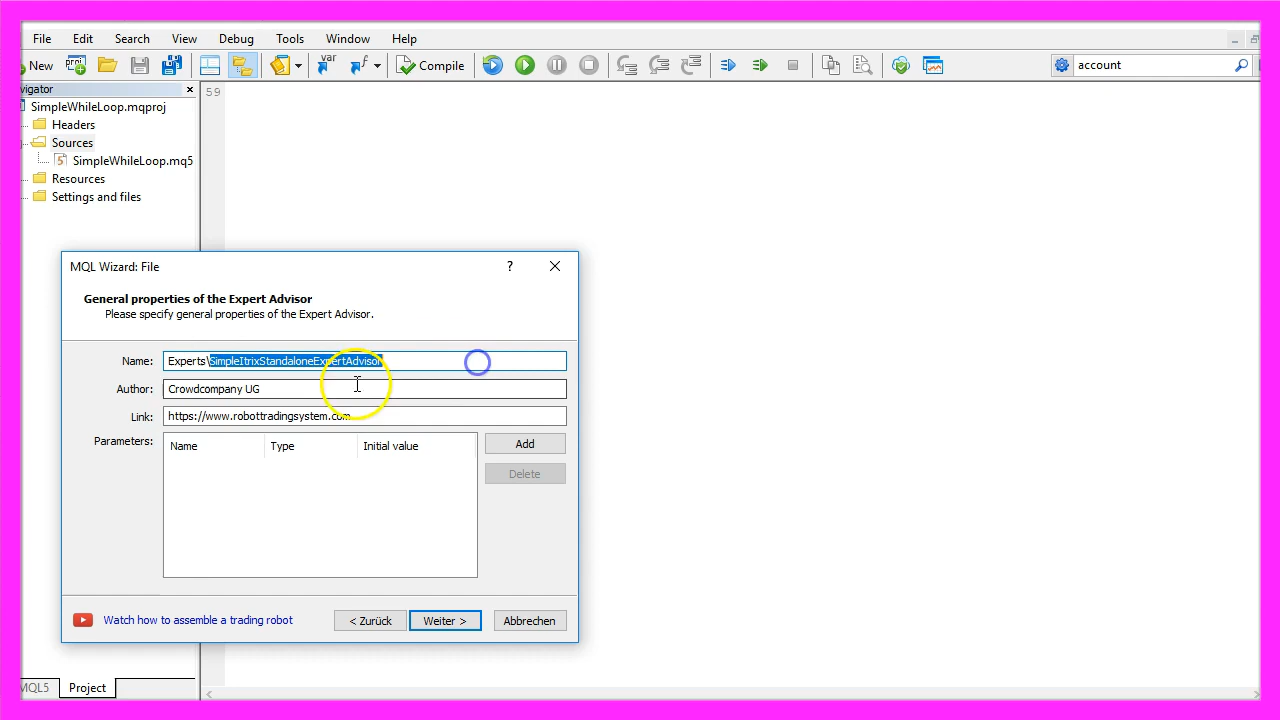 File Edit Search View Debug Tools Window Help
New var f Compile account
vigator
SimpleWhileLoop.mqproj
Headers
Sources
5 SimpleWhileLoop.mq5
Resources
Settings and files
59
MQL Wizard: File ?
General properties of the Expert Advisor
Please specify general properties of the Expert Advisor.
Name: Experts\SimpleItrixStandaloneExpertAdvisor
Author: Crowdcompany UG
Link: https://www.robottradingsystem.com
Parameters: Name Type Initial value Add
Delete
Watch how to assemble a trading robot < Zurück Weiter > Abbrechen
MQL5 Project